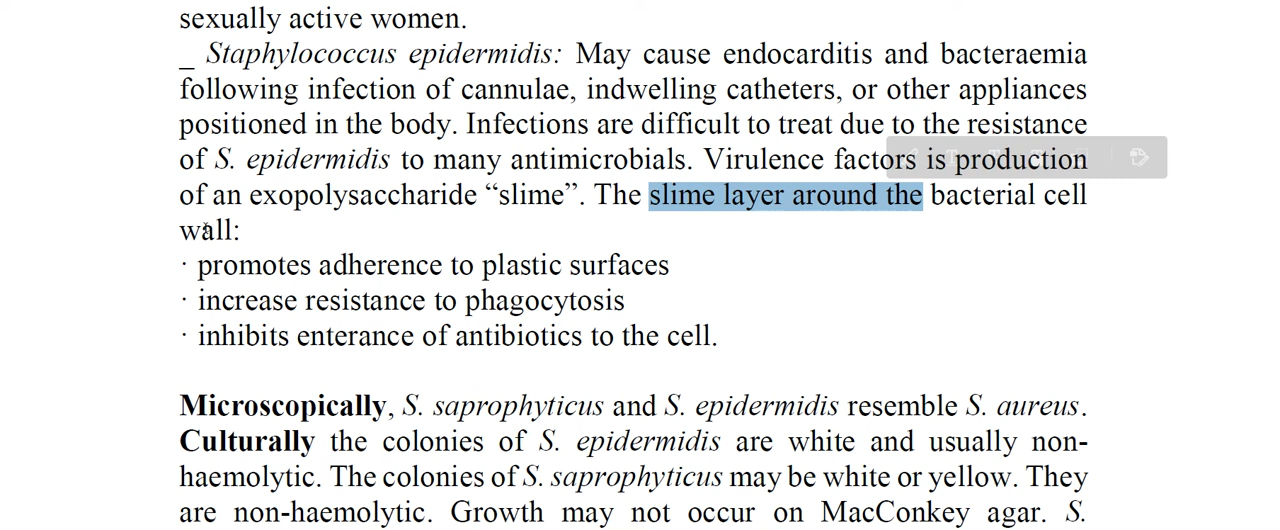 sexually active women.
_ Staphylococcus epidermidis: May cause endocarditis and bacteraemia
following infection of cannulae, indwelling catheters, or other appliances
positioned in the body. Infections are difficult to treat due to the resistance
of S. epidermidis to many antimicrobials. Virulence factors is production
of an exopolysaccharide “slime”. The slime layer around the bacterial cell
wall:
· promotes adherence to plastic surfaces
· increase resistance to phagocytosis
· inhibits enterance of antibiotics to the cell.
Microscopically, S. saprophyticus and S. epidermidis resemble S. aureus.
Culturally the colonies of S. epidermidis are white and usually non-
haemolytic. The colonies of S. saprophyticus may be white or yellow. They
are non-haemolytic. Growth may not occur on MacConkey agar. S.